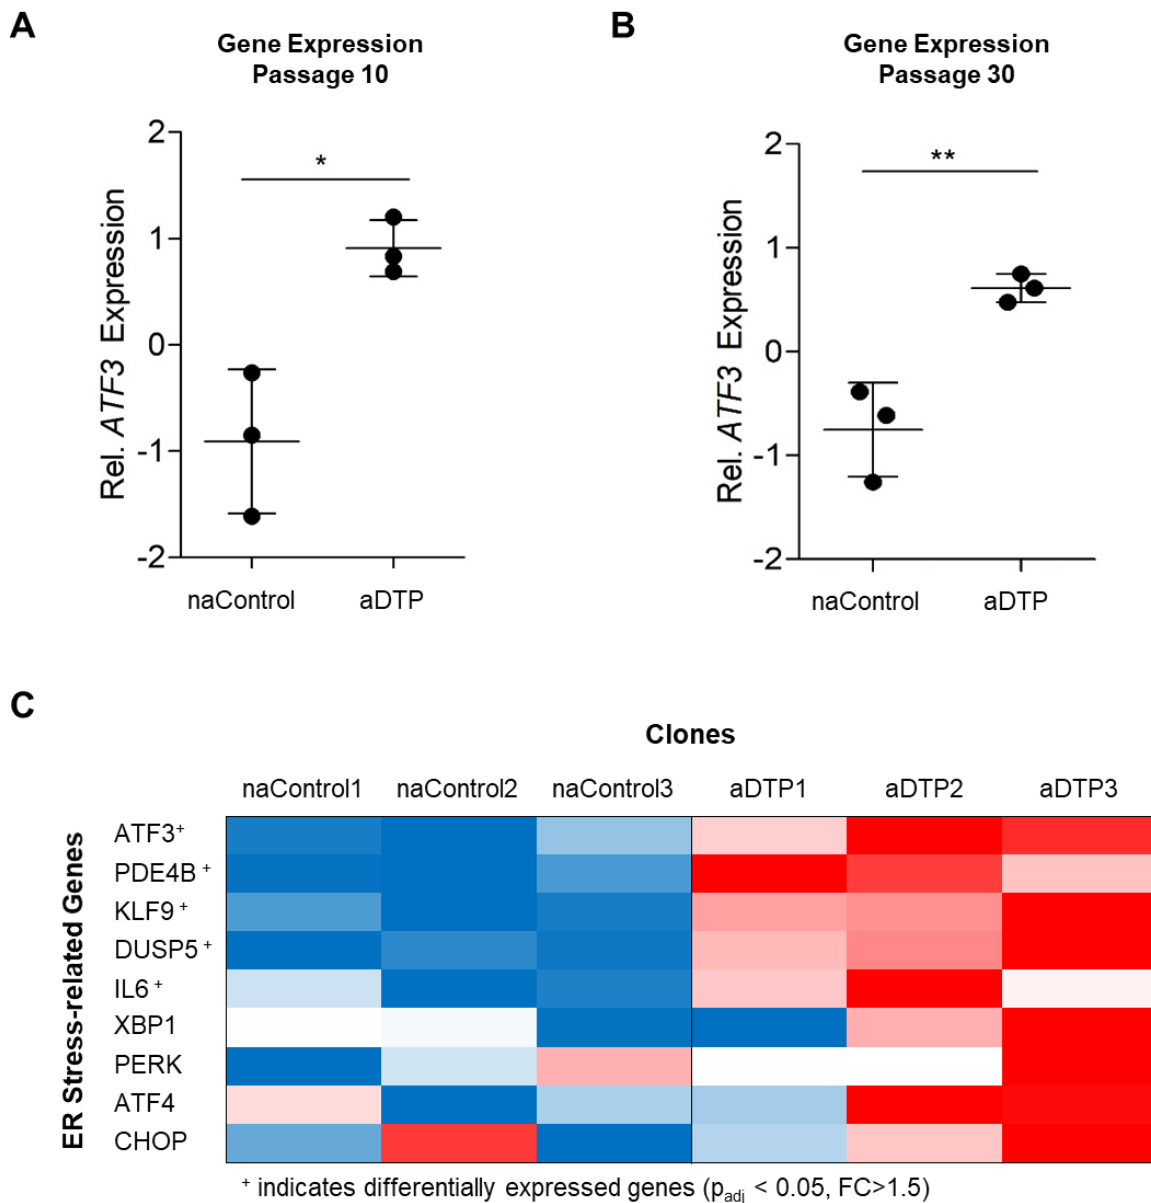 A
Gene Expression
Passage 10
2
1
0
-1
-2
Rel. ATF3 Expression
*
naControl
aDTP
B
Gene Expression
Passage 30
2
1
0
-1
-2
Rel. ATF3 Expression
**
naControl
aDTP
C
Clones
naControl1 naControl2 naControl3 aDTP1 aDTP2 aDTP3
ER Stress-related Genes
ATF3+
PDE4B +
KLF9 +
DUSP5 +
IL6 +
XBP1
PERK
ATF4
CHOP
+ indicates differentially expressed genes (padj < 0.05, FC>1.5)